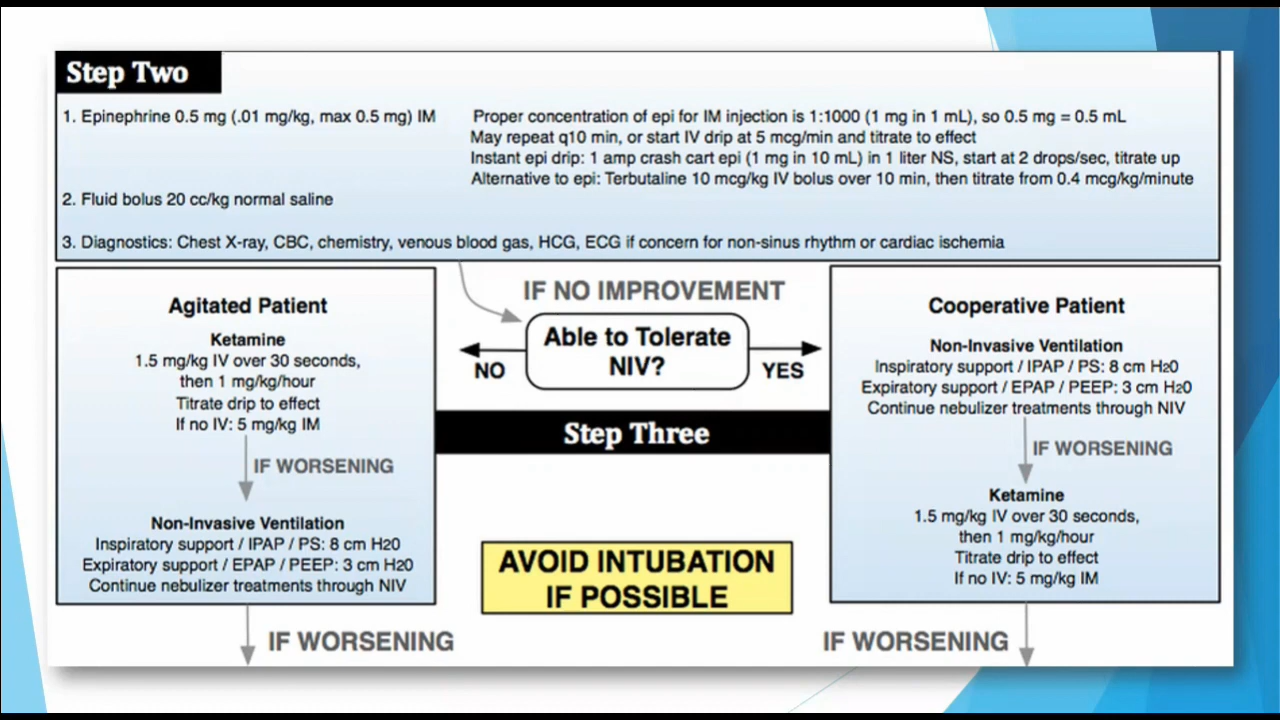 Step Two
1. Epinephrine 0.5 mg (.01 mg/kg, max 0.5 mg) IM
Proper concentration of epi for IM injection is 1:1000 (1 mg in 1 mL), so 0.5 mg = 0.5 mL
May repeat q10 min, or start IV drip at 5 mcg/min and titrate to effect
Instant epi drip: 1 amp crash cart epi (1 mg in 10 mL) in 1 liter NS, start at 2 drops/sec, titrate up
Alternative to epi: Terbutaline 10 mcg/kg IV bolus over 10 min, then titrate from 0.4 mcg/kg/minute
2. Fluid bolus 20 cc/kg normal saline
3. Diagnostics: Chest X-ray, CBC, chemistry, venous blood gas, HCG, ECG if concern for non-sinus rhythm or cardiac ischemia
IF NO IMPROVEMENT
Able to Tolerate
NIV?
NO
YES
Step Three
AVOID INTUBATION
IF POSSIBLE
Agitated Patient
Ketamine
1.5 mg/kg IV over 30 seconds,
then 1 mg/kg/hour
Titrate drip to effect
If no IV: 5 mg/kg IM
IF WORSENING
Non-Invasive Ventilation
Inspiratory support / IPAP / PS: 8 cm H20
Expiratory support / EPAP / PEEP: 3 cm H20
Continue nebulizer treatments through NIV
IF WORSENING
Cooperative Patient
Non-Invasive Ventilation
Inspiratory support / IPAP / PS: 8 cm H20
Expiratory support / EPAP / PEEP: 3 cm H20
Continue nebulizer treatments through NIV
IF WORSENING
Ketamine
1.5 mg/kg IV over 30 seconds,
then 1 mg/kg/hour
Titrate drip to effect
If no IV: 5 mg/kg IM
IF WORSENING